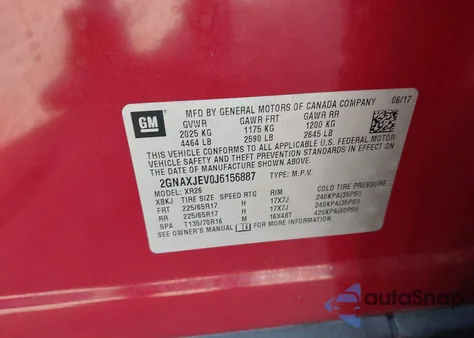 GM
MFD BY GENERAL MOTORS OF CANADA COMPANY 06/17
GVWR GAWR FRT GAWR RR
2025 KG 1175 KG 1200 KG
4464 LB 2590 LB 2645 LB
THIS VEHICLE CONFORMS TO ALL APPLICABLE U.S. FEDERAL MOTOR
VEHICLE SAFETY AND THEFT PREVENTION STANDARDS IN EFFECT ON
THE DATE OF MANUFACTURE SHOWN ABOVE.
2GNAXJEV0J6156887 TYPE: M.P.V.
MODEL: XR26
XBKJ TIRE SIZE SPEED RTG RIM COLD TIRE PRESSURE
FRT 225/65R17 H 17X7J 240KPA(35PSI)
RR 225/65R17 H 17X7J 240KPA(35PSI)
SPA T135/70R16 M 16X4BT 420KPA(60PSI)
SEE OWNER'S MANUAL FOR MORE INFORMATION.
autoSnap